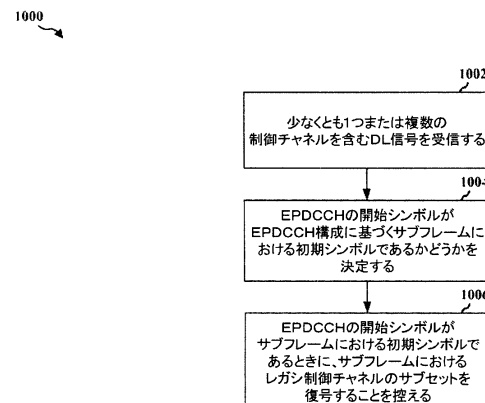 1000
1002
少なくとも1つまたは複数の
制御チャネルを含むDL信号を受信する
1004
EPDCCHの開始シンボルが
EPDCCH構成に基づくサブフレームに
おける初期シンボルであるかどうかを
決定する
1006
EPDCCHの開始シンボルが
サブフレームにおける初期シンボルで
あるときに、サブフレームにおける
レガシ制御チャネルのサブセットを
復号することを控える